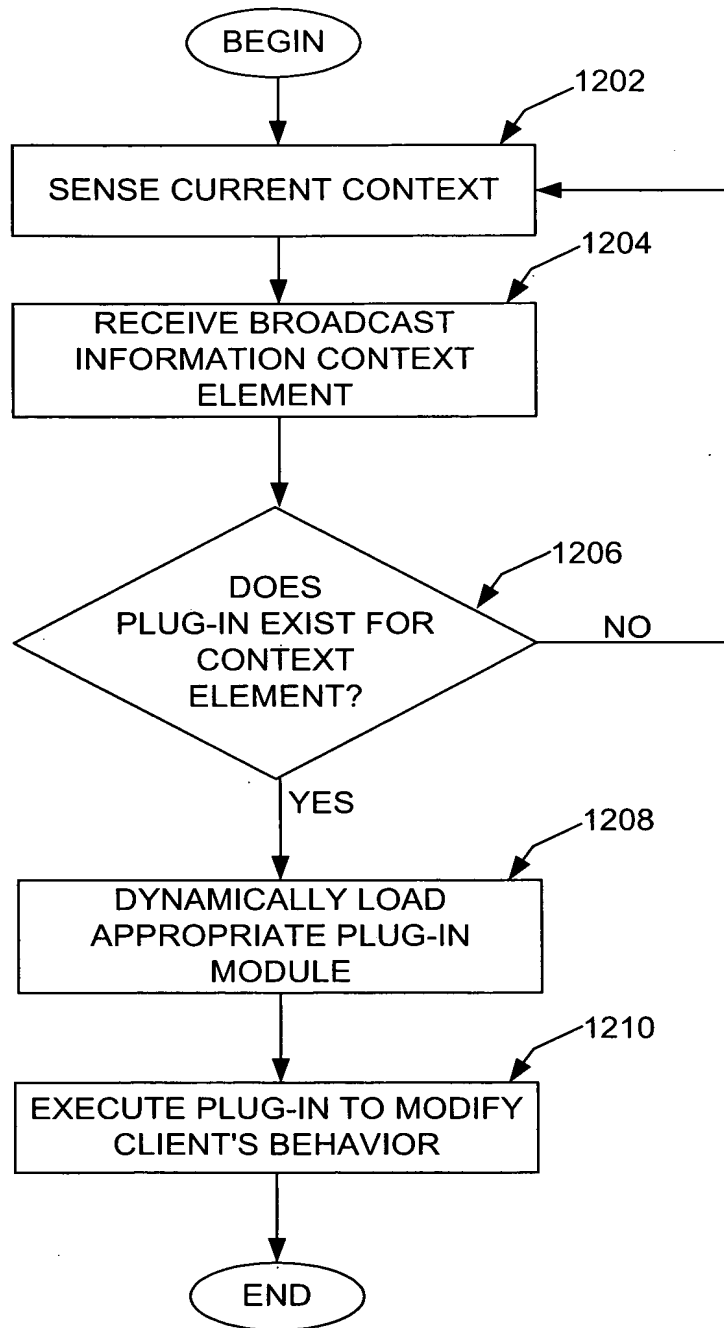 BEGIN
1202
SENSE CURRENT CONTEXT
1204
RECEIVE BROADCAST
INFORMATION CONTEXT
ELEMENT
1206
DOES
PLUG-IN EXIST FOR
CONTEXT
ELEMENT?
NO
YES
1208
DYNAMICALLY LOAD
APPROPRIATE PLUG-IN
MODULE
1210
EXECUTE PLUG-IN TO MODIFY
CLIENT'S BEHAVIOR
END